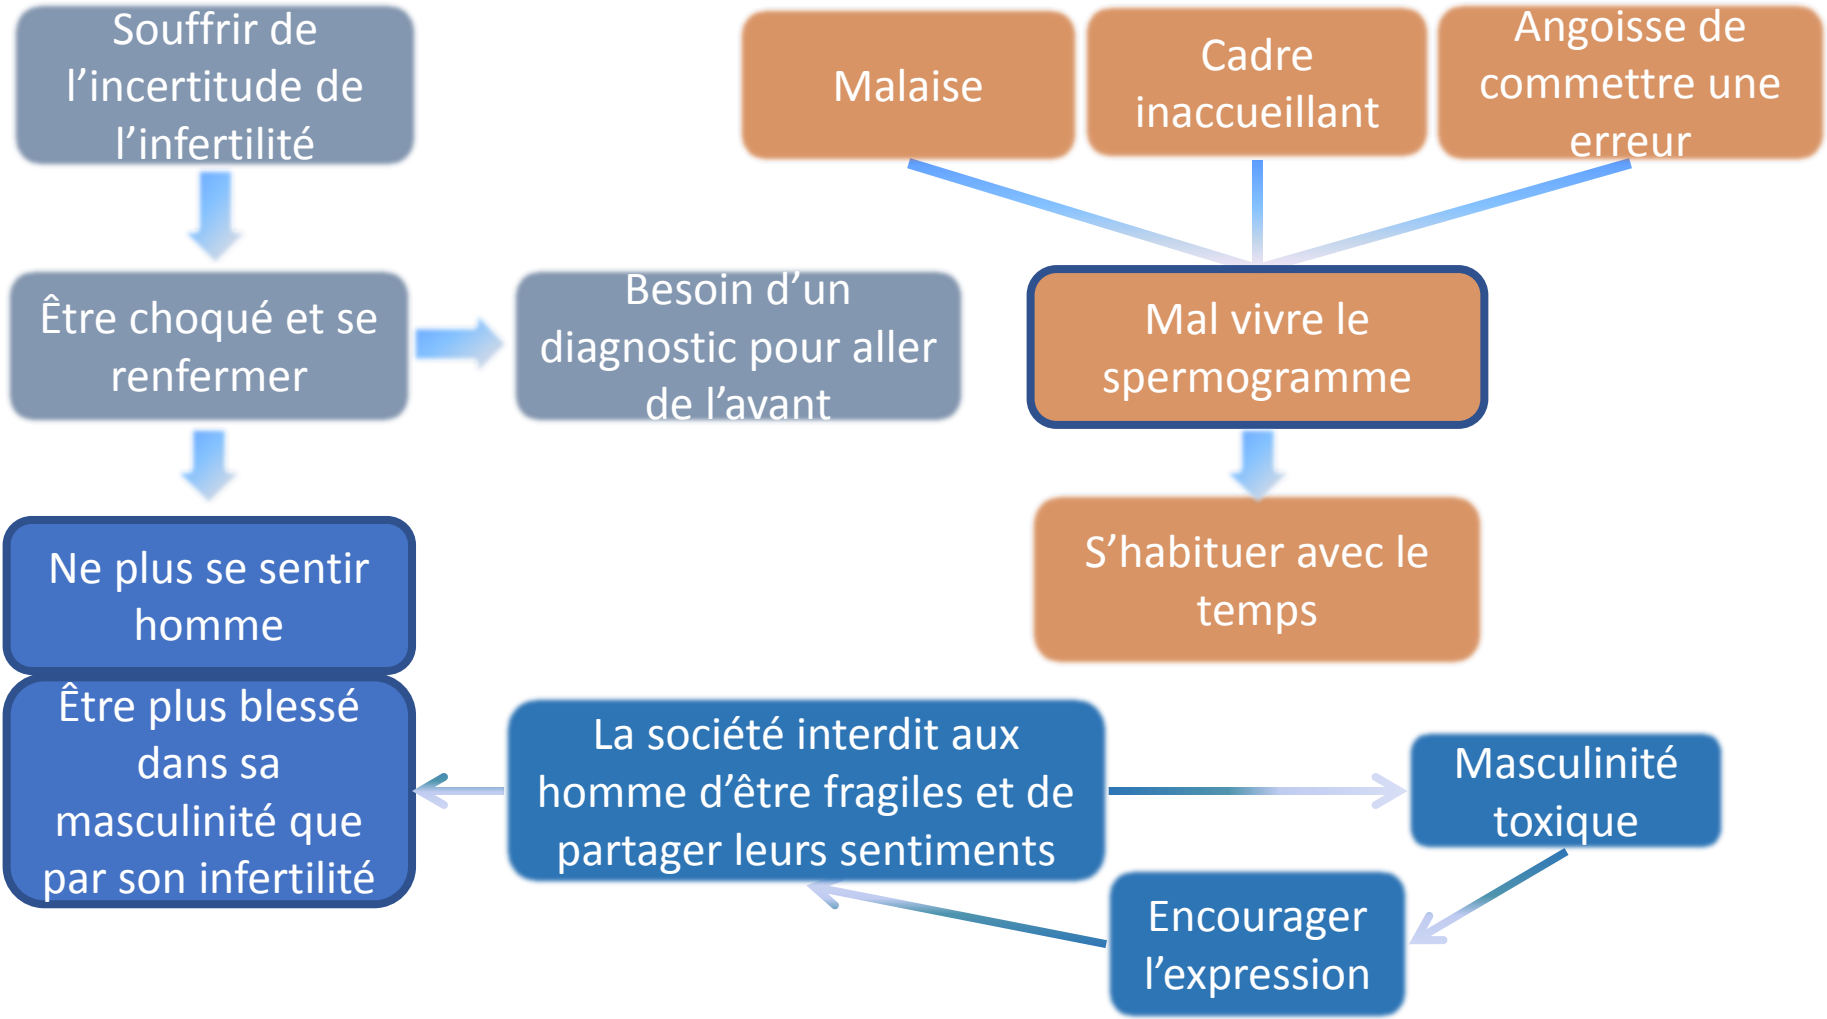 Souffrir de
l’incertitude de
l’infertilité
Malaise
Cadre
inaccueillant
Angoisse de
commettre une
erreur
Être choqué et se
renfermer
Besoin d’un
diagnostic pour aller
de l’avant
Mal vivre le
spermogramme
Ne plus se sentir
homme
S’habituer avec le
temps
Être plus blessé
dans sa
masculinité que
par son infertilité
La société interdit aux
homme d’être fragiles et de
partager leurs sentiments
Masculinité
toxique
Encourager
l’expression